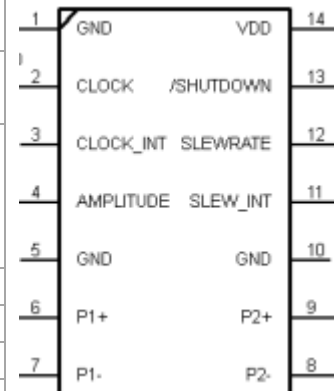 1 GND VDD 14
2 CLOCK /SHUTDOWN 13
3 CLOCK_INT SLEWRATE 12
4 AMPLITUDE SLEW_INT 11
5 GND GND 10
6 P1+ P2+ 9
7 P1- P2- 8